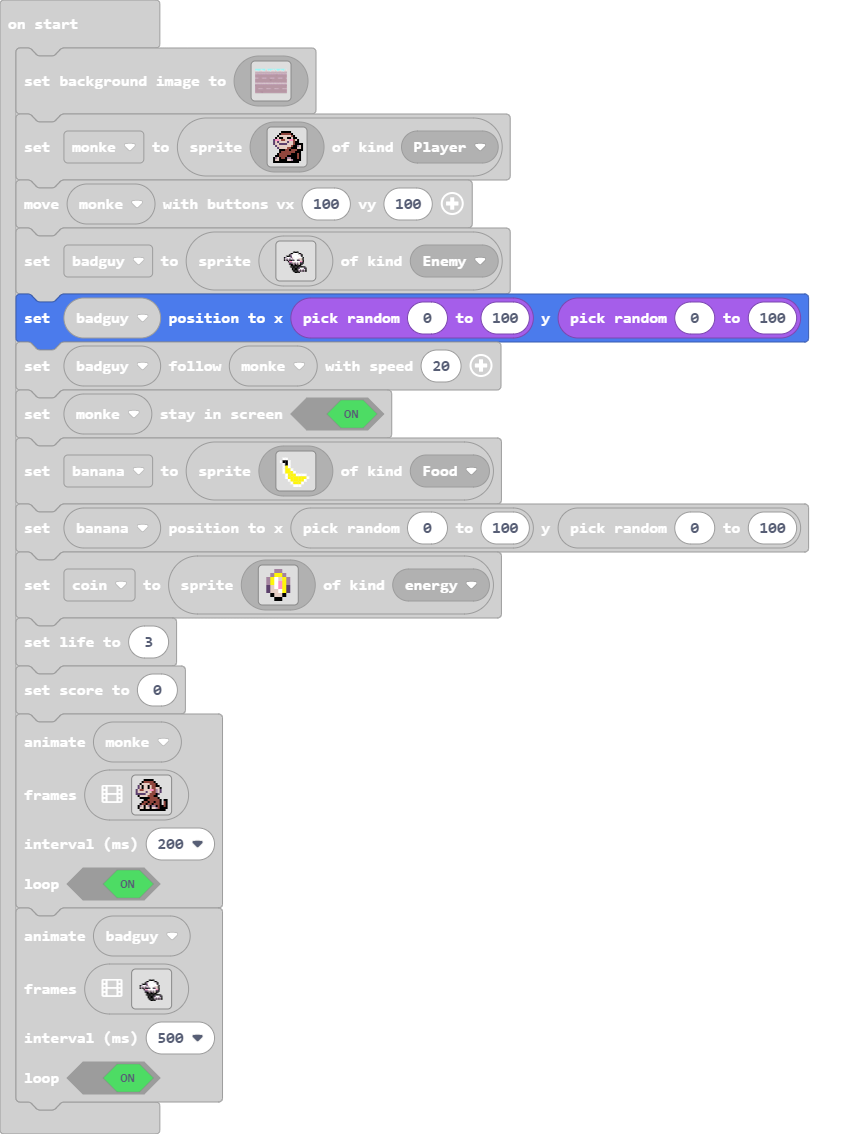 on start
set background image to
set monke to sprite of kind Player
move monke with buttons vx 100 vy 100
set badguy to sprite of kind Enemy
set badguy position to x pick random 0 to 100 y pick random 0 to 100
set badguy follow monke with speed 20
set monke stay in screen ON
set banana to sprite of kind Food
set banana position to x pick random 0 to 100 y pick random 0 to 100
set coin to sprite of kind energy
set life to 3
set score to 0
animate monke
frames
interval (ms) 200
loop ON
animate badguy
frames
interval (ms) 500
loop ON